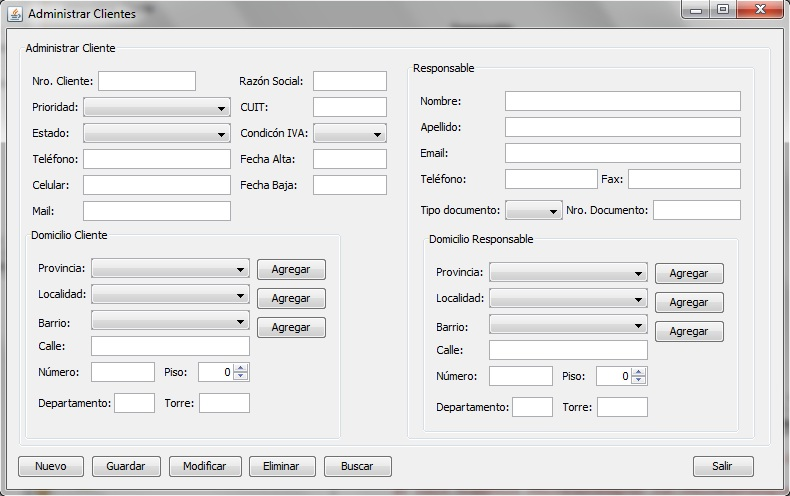 Administrar Clientes
Administrar Cliente
Nro. Cliente:
Razón Social:
Prioridad:
CUIT:
Estado:
Condicón IVA:
Teléfono:
Fecha Alta:
Celular:
Fecha Baja:
Mail:
Domicilio Cliente
Provincia:
Agregar
Localidad:
Agregar
Barrio:
Agregar
Calle:
Número:
Piso:
0
Departamento:
Torre:
Responsable
Nombre:
Apellido:
Email:
Teléfono:
Fax:
Tipo documento:
Nro. Documento:
Domicilio Responsable
Provincia:
Agregar
Localidad:
Agregar
Barrio:
Agregar
Calle:
Número:
Piso:
0
Departamento:
Torre:
Nuevo
Guardar
Modificar
Eliminar
Buscar
Salir